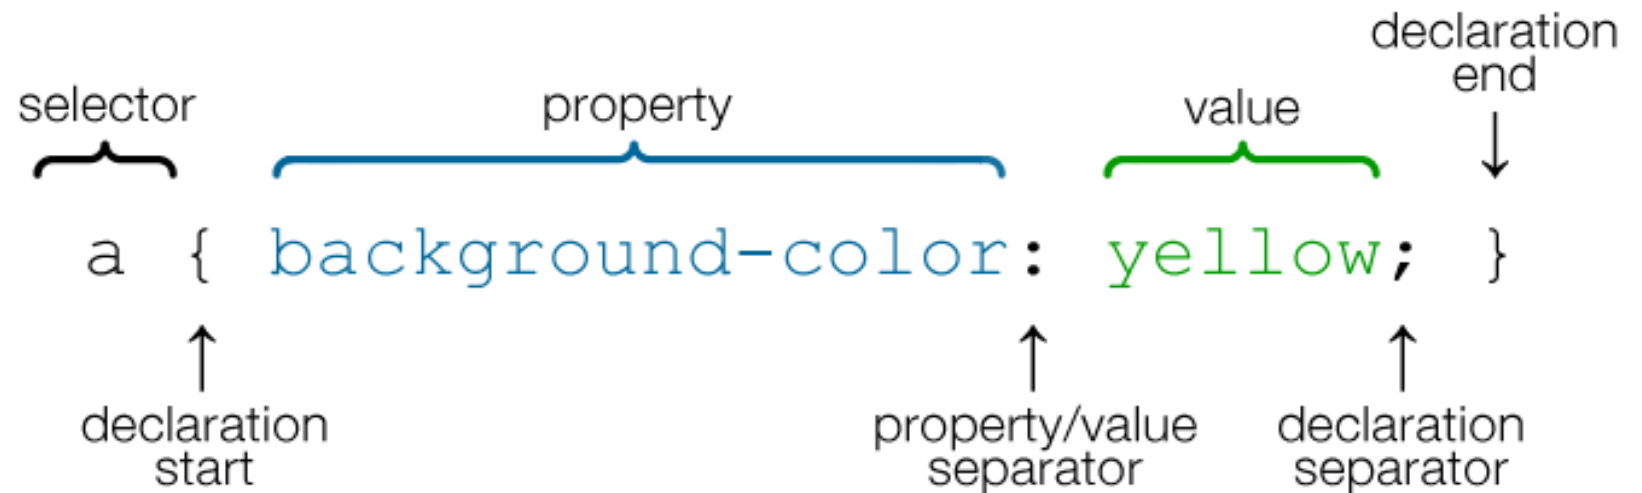 declaration
end
selector
property
value
a { background-color: yellow; }
declaration
start
property/value
separator
declaration
separator